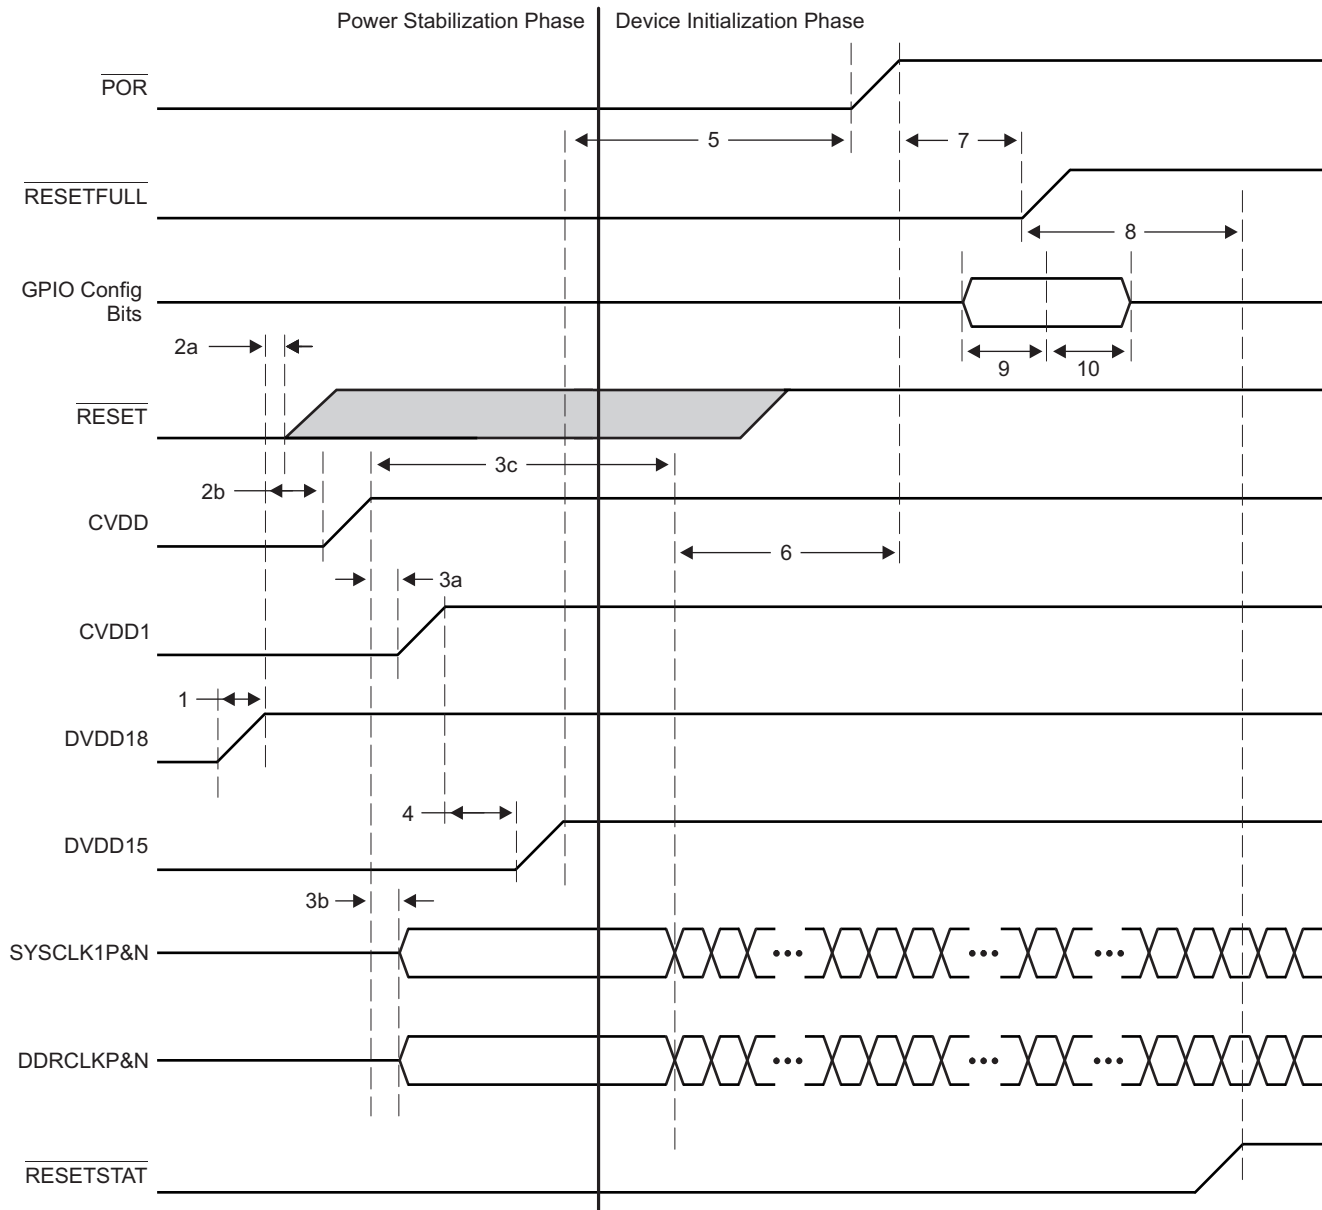 Power Stabilization Phase
Device Initialization Phase
POR
5
7
RESETFULL
8
GPIO Config
Bits
2a
9
10
RESET
3c
2b
CVDD
6
3a
CVDD1
1
DVDD18
4
DVDD15
3b
SYSCLK1P&N
DDRCLKP&N
RESETSTAT